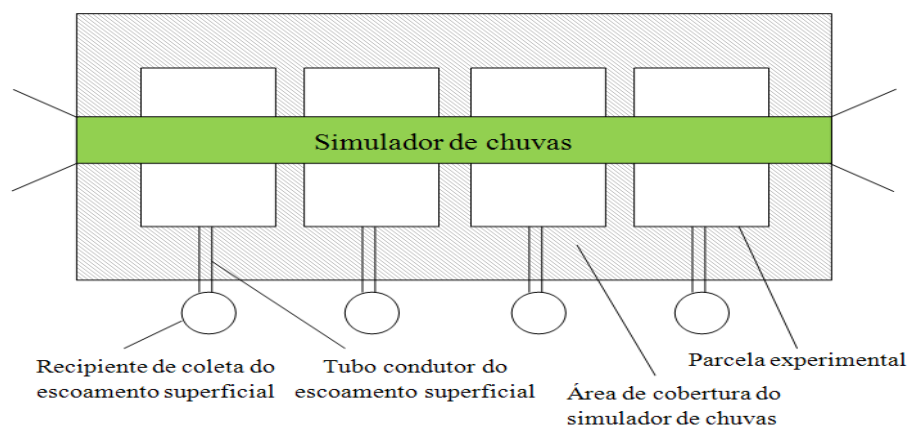 Simulador de chuvas
Recipiente de coleta do
escoamento superficial
Tubo condutor do
escoamento superficial
Área de cobertura do
simulador de chuvas
Parcela experimental